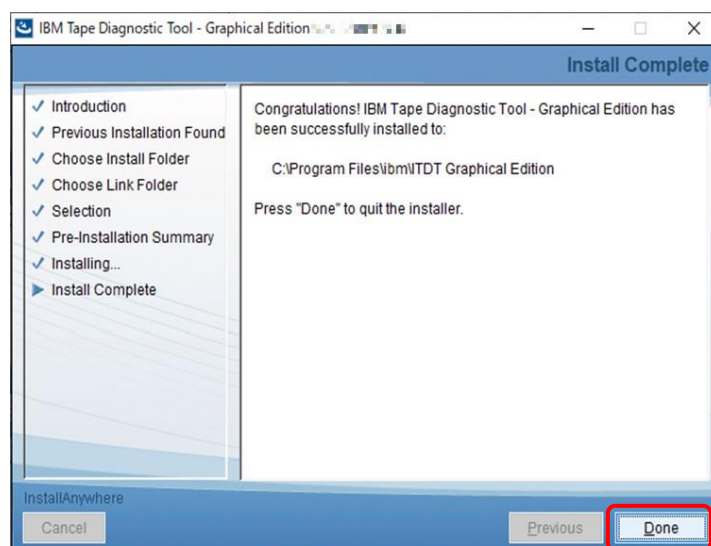 IBM Tape Diagnostic Tool - Graphical Edition
Install Complete
Introduction
Previous Installation Found
Choose Install Folder
Choose Link Folder
Selection
Pre-Installation Summary
Installing...
Install Complete
Congratulations! IBM Tape Diagnostic Tool - Graphical Edition has
been successfully installed to:
C:\Program Files\ibm\ITDT Graphical Edition
Press "Done" to quit the installer.
InstallAnywhere
Cancel
Previous
Done